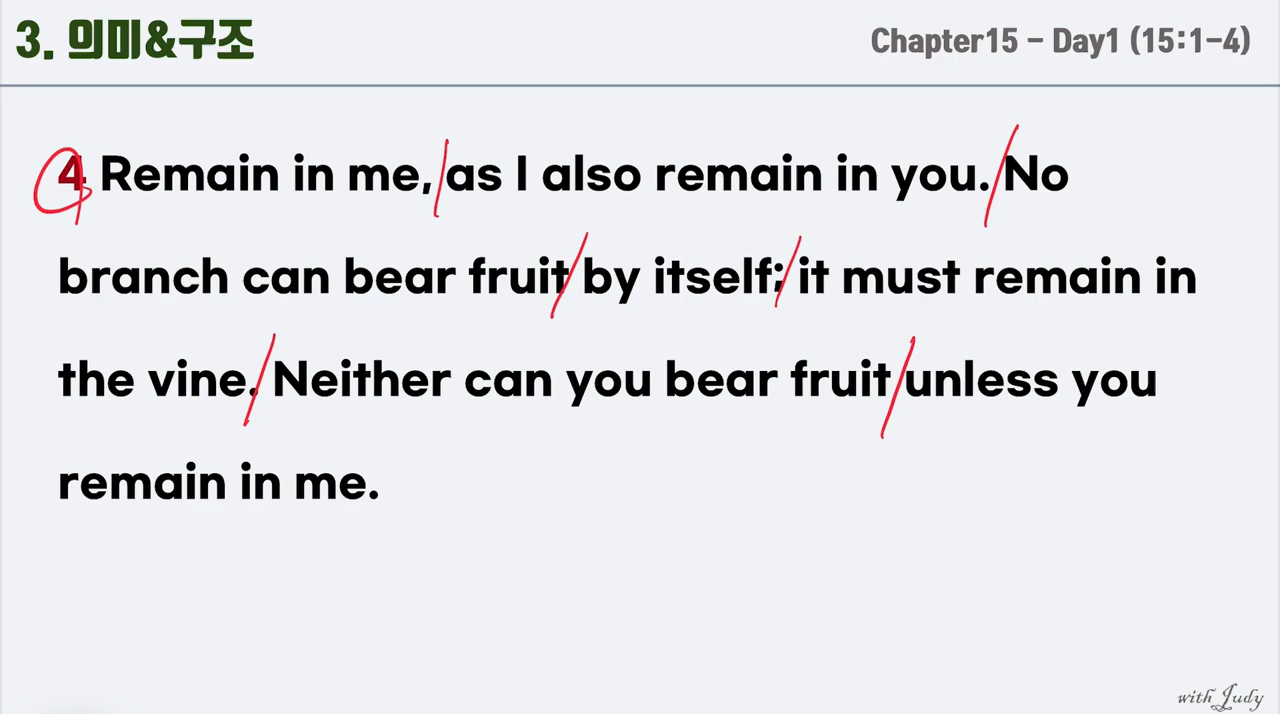 3. 의미&구조
Chapter15 - Day1 (15:1-4)
4 Remain in me, as I also remain in you. No
branch can bear fruit by itself; it must remain in
the vine. Neither can you bear fruit unless you
remain in me.
with Judy